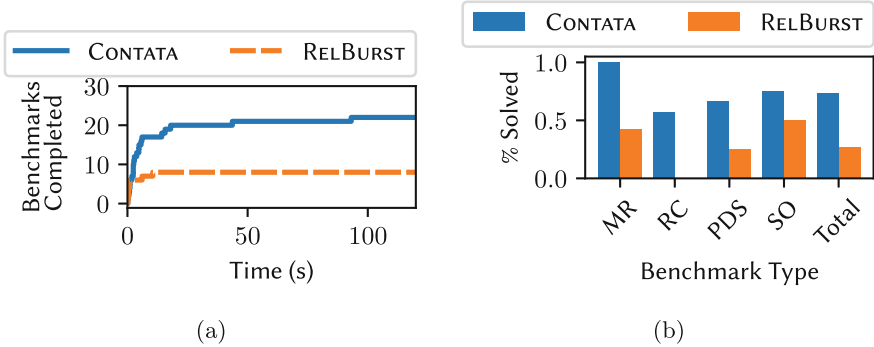 CONTATA RELBURST
Benchmarks
Completed
30
20
10
0
0 50 100
Time (s)
(a)
CONTATA RELBURST
% Solved
1.0
0.5
0.0
MR RC PDS SO Total
Benchmark Type
(b)